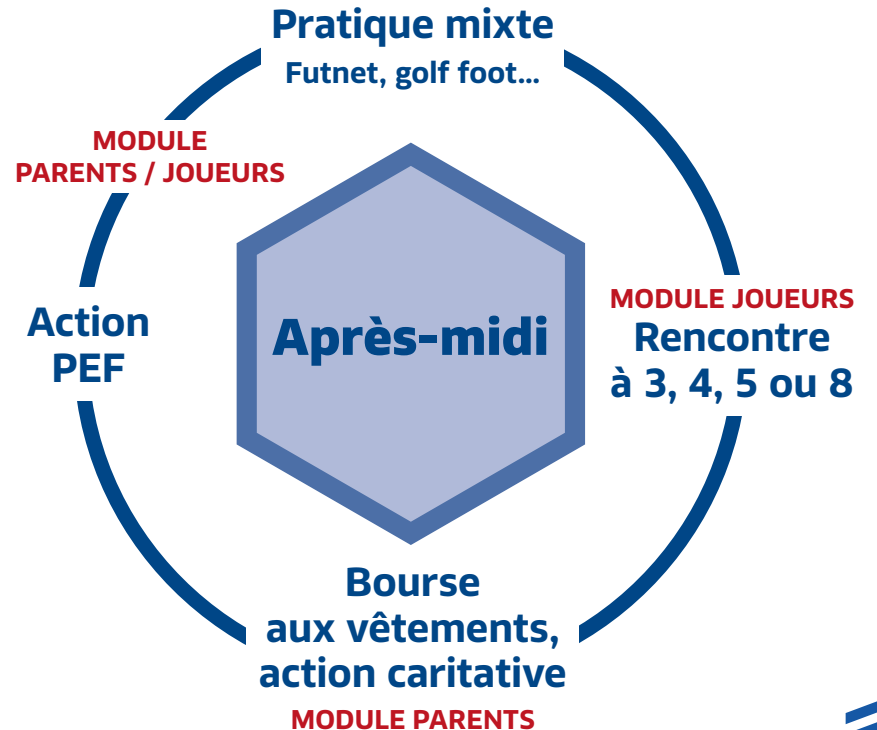 Pratique mixte
Futnet, golf foot...
MODULE
PARENTS / JOUEURS
Action
PEF
Après-midi
MODULE JOUEURS
Rencontre
à 3, 4, 5 ou 8
Bourse
aux vêtements,
action caritative
MODULE PARENTS